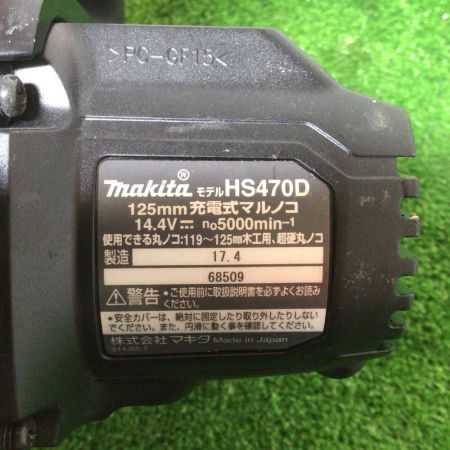 >PC-GF15<
makita® モデル HS470D
125mm 充電式マルノコ
14.4V⎓ n₀5000min⁻¹
使用できる丸ノコ:119～125mm木工用、超硬丸ノコ
製造 17.4
68509
⚠警告 ・ご使用前に取扱説明書を必ずよくお読みください。
・安全カバーは、絶対に固定したり取り外したりしないでください。また、円滑に動く事を確認してください。
株式会社 マキタ Made in Japan